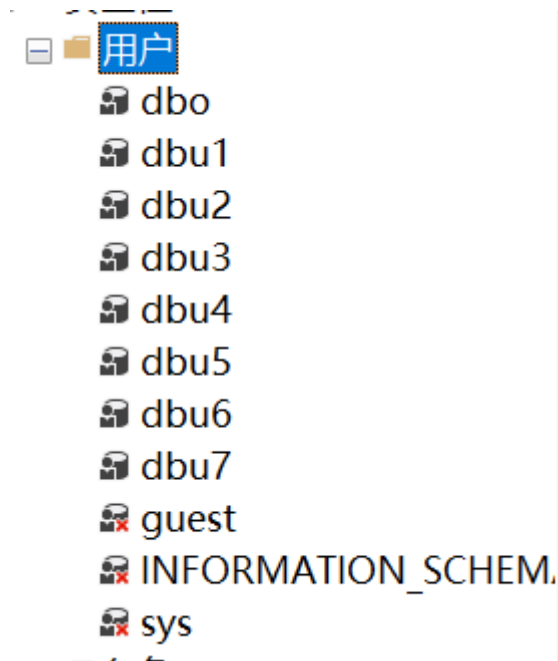 用户
dbo
dbu1
dbu2
dbu3
dbu4
dbu5
dbu6
dbu7
guest
INFORMATION_SCHEM
sys